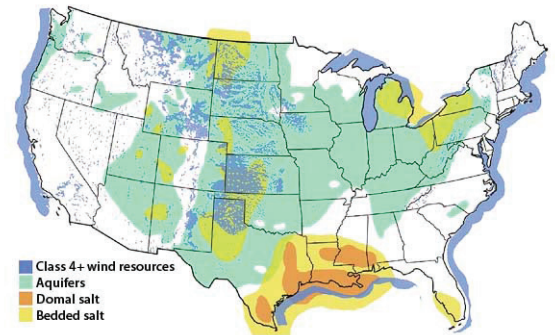 Class 4+ wind resources
Aquifers
Domal salt
Bedded salt